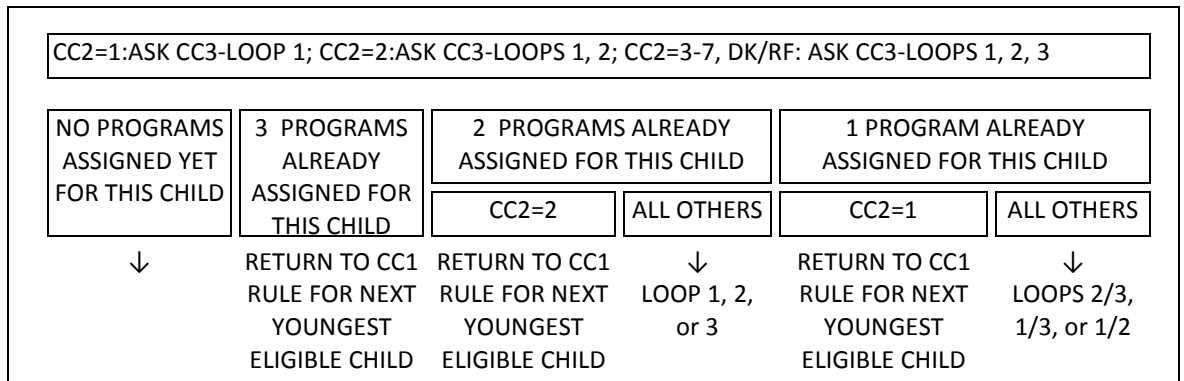 CC2=1:ASK CC3-LOOP 1; CC2=2:ASK CC3-LOOPS 1, 2; CC2=3-7, DK/RF: ASK CC3-LOOPS 1, 2, 3
NO PROGRAMS
ASSIGNED YET
FOR THIS CHILD
3 PROGRAMS
ALREADY
ASSIGNED FOR
THIS CHILD
2 PROGRAMS ALREADY
ASSIGNED FOR THIS CHILD
1 PROGRAM ALREADY
ASSIGNED FOR THIS CHILD
CC2=2
ALL OTHERS
CC2=1
ALL OTHERS
↓
RETURN TO CC1
RULE FOR NEXT
YOUNGEST
ELIGIBLE CHILD
RETURN TO CC1
RULE FOR NEXT
YOUNGEST
ELIGIBLE CHILD
↓
LOOP 1, 2,
or 3
RETURN TO CC1
RULE FOR NEXT
YOUNGEST
ELIGIBLE CHILD
↓
LOOPS 2/3,
1/3, or 1/2